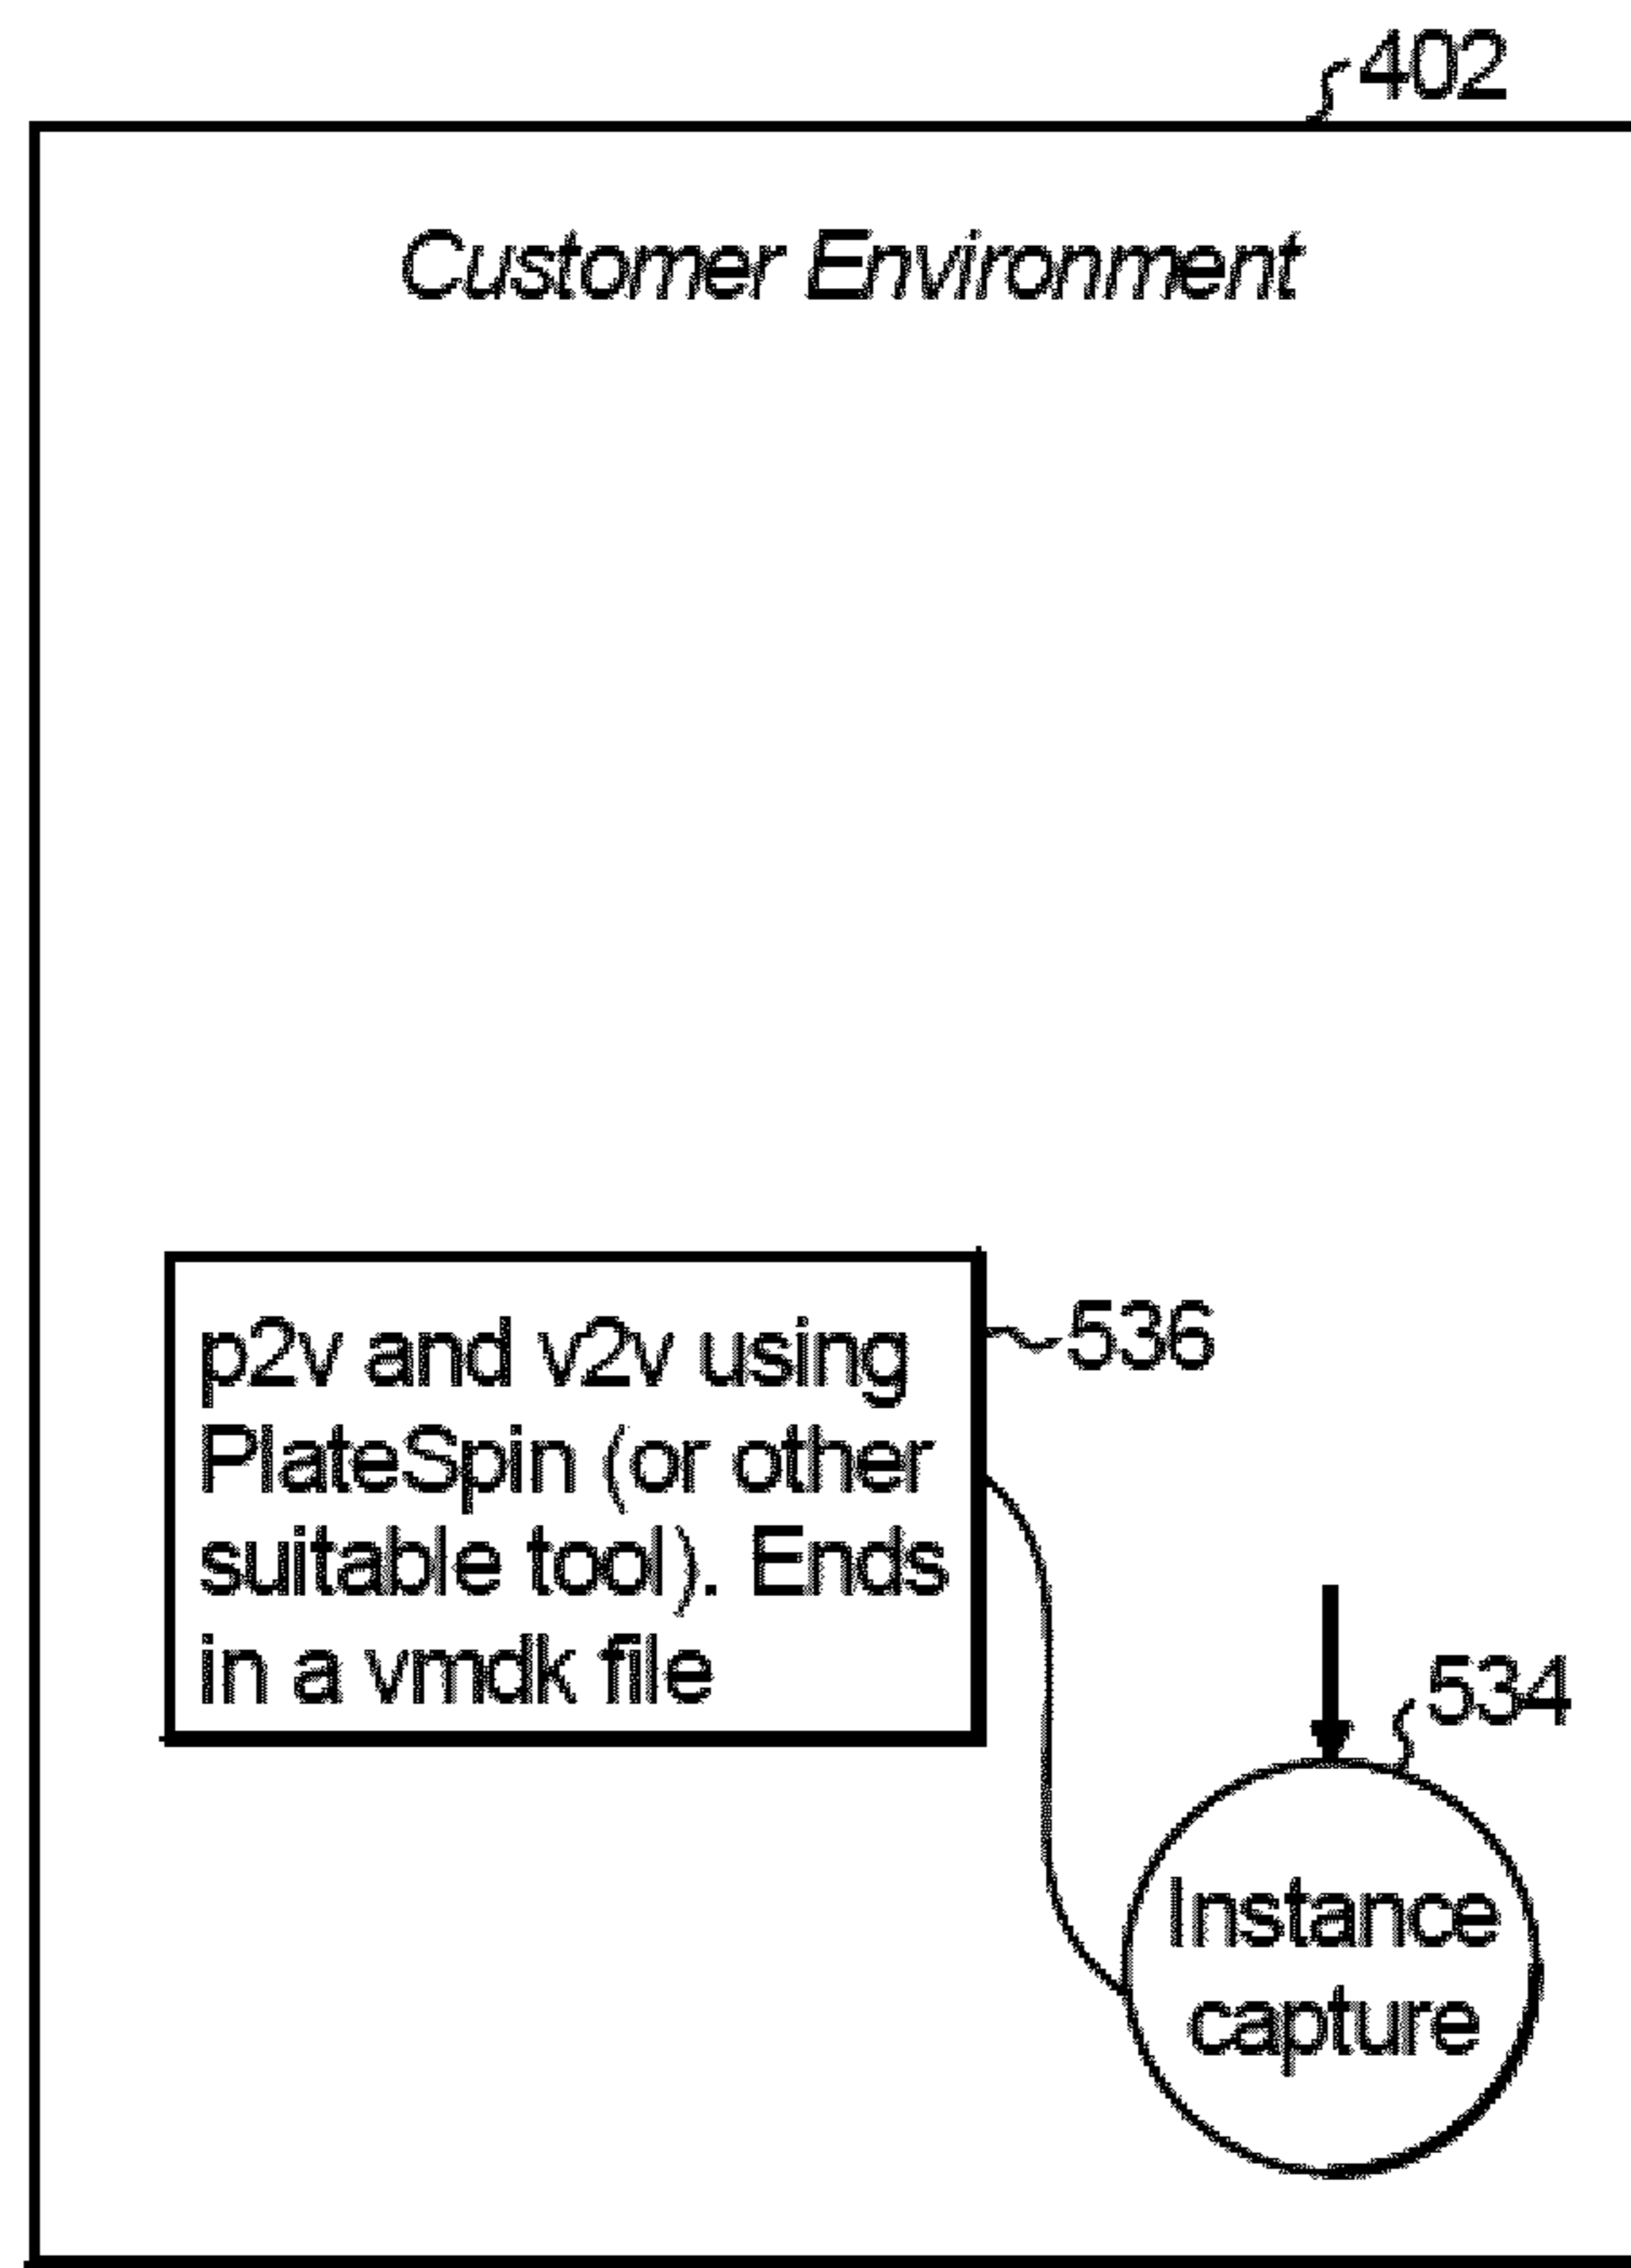 402
Customer Environment
p2v and v2v using
PlateSpin (or other
suitable tool). Ends
in a vmdk file
536
534
Instance
capture